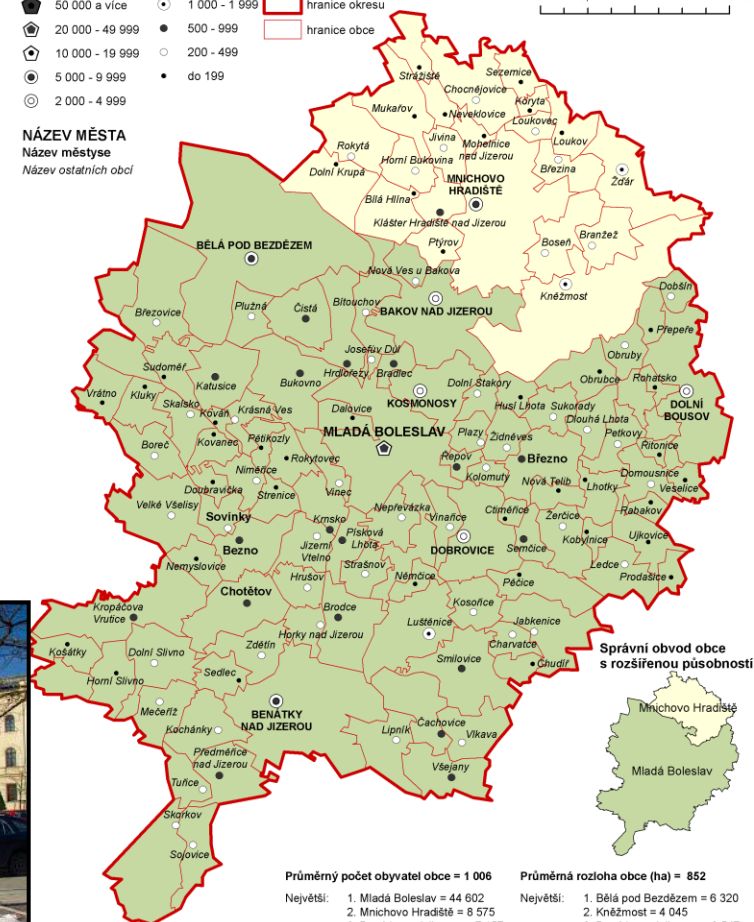 50 000 a více
1 000 - 1 999
hranice okresu
20 000 - 49 999
500 - 999
hranice obce
10 000 - 19 999
200 - 499
5 000 - 9 999
do 199
2 000 - 4 999
NÁZEV MĚSTA
Název městyse
Název ostatních obcí
Strážiště
Sezemice
Chocnějovice
Mukařov
Neveklovice
Koryta
Loukovec
Rokytá
Jivina
Mohelnice
nad Jizerou
Loukov
Dolní Krupá
Horní Bukovina
Březina
Žďár
MNICHOVO
HRADIŠTĚ
Bílá Hlína
Klášter Hradiště nad Jizerou
Ptýrov
Boseň
Branžež
BĚLÁ POD BEZDĚZEM
Nová Ves u Bakova
Kněžmost
Dobšín
Březovice
Plužná
Čistá
Bítouchov
BAKOV NAD JIZEROU
Přepeře
Sudoměř
Josefův Důl
Obruby
Vrátno
Kluky
Katusice
Bukovno
Hrdlořezy
Bradlec
Dolní Stakory
Obrubce
Rohatsko
Skalsko
Kováň
Krásná Ves
KOSMONOSY
Husí Lhota
Sukorady
DOLNÍ
BOUSOV
Dalovice
Dlouhá Lhota
Boreč
Kovanec
Pětikozly
MLADÁ BOLESLAV
Plazy
Židněves
Petkovy
Řitonice
Rokytovec
Řepov
Březno
Niměřice
Kolomuty
Nová Telib
Lhotky
Domousnice
Doubravička
Strenice
Vinec
Veselice
Velké Všelisy
Nepřevázka
Vinařice
Ctiměřice
Žerčice
Rabakov
Sovínky
Krnsko
Bezno
Jizerní
Vtelno
Písková
Lhota
DOBROVICE
Semčice
Kobylnice
Ujkovice
Nemyslovice
Strašnov
Ledce
Hrušov
Němčice
Péčice
Prodašice
Chotětov
Kropáčova
Vrutice
Brodce
Kosořice
Horky nad Jizerou
Luštěnice
Jabkenice
Košátky
Dolní Slivno
Zdětín
Charvatce
Smilovice
Chudíř
Horní Slivno
Sedlec
Mečeříž
BENÁTKY
NAD JIZEROU
Kochánky
Lipník
Čachovice
Vlkava
Předměřice
nad Jizerou
Všejany
Tuřice
Skorkov
Sojovice
Správní obvod obce
s rozšířenou působností
Mnichovo Hradiště
Mladá Boleslav
Průměrný počet obyvatel obce = 1 006
Průměrná rozloha obce (ha) = 852
Největší: 1. Mladá Boleslav = 44 602
Největší: 1. Bělá pod Bezdězem = 6 320
2. Mnichovo Hradiště = 8 575
2. Kněžmost = 4 045